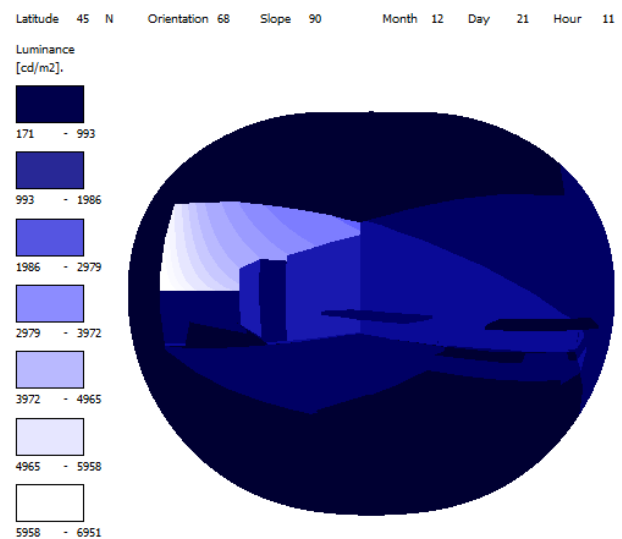 Latitude 45 N Orientation 68 Slope 90 Month 12 Day 21 Hour 11
Luminance
[cd/m2].
171 - 993
993 - 1986
1986 - 2979
2979 - 3972
3972 - 4965
4965 - 5958
5958 - 6951